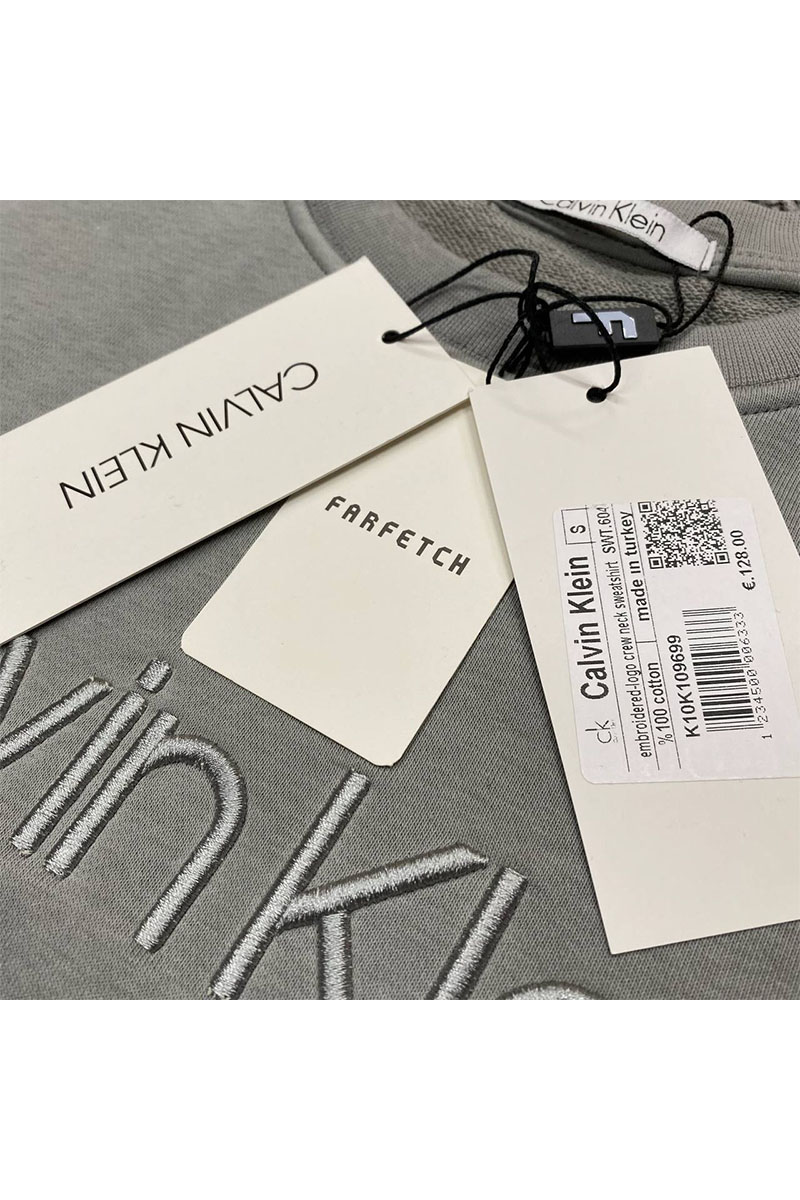 Calvin Klein
CALVIN KLEIN
FARFETCH
ck
Calvin Klein
S
embroidered-logo crew neck sweatshirt
SWT.604
% 100 cotton
made in turkey
K10K109699
1 234500 006333
€.128.00
vin Kl